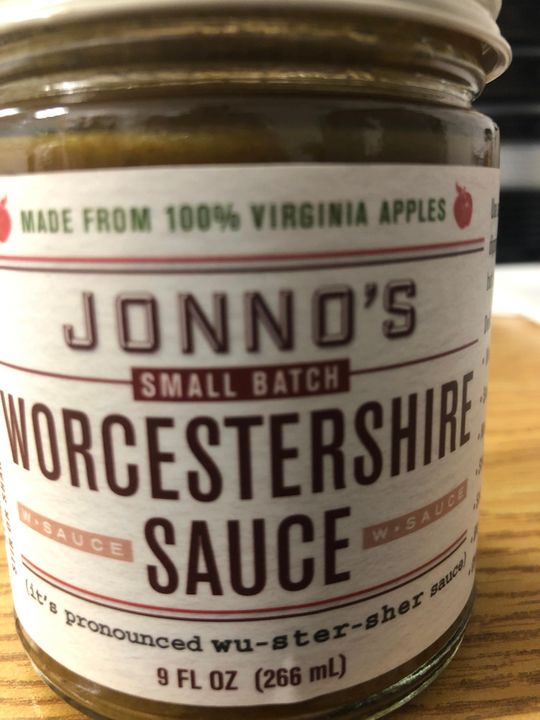 MADE FROM 100% VIRGINIA APPLES
JONNO'S
SMALL BATCH
WORCESTERSHIRE
SAUCE
W·SAUCE
W·SAUCE
(it's pronounced wu-ster-sher sauce)
9 FL OZ (266 mL)